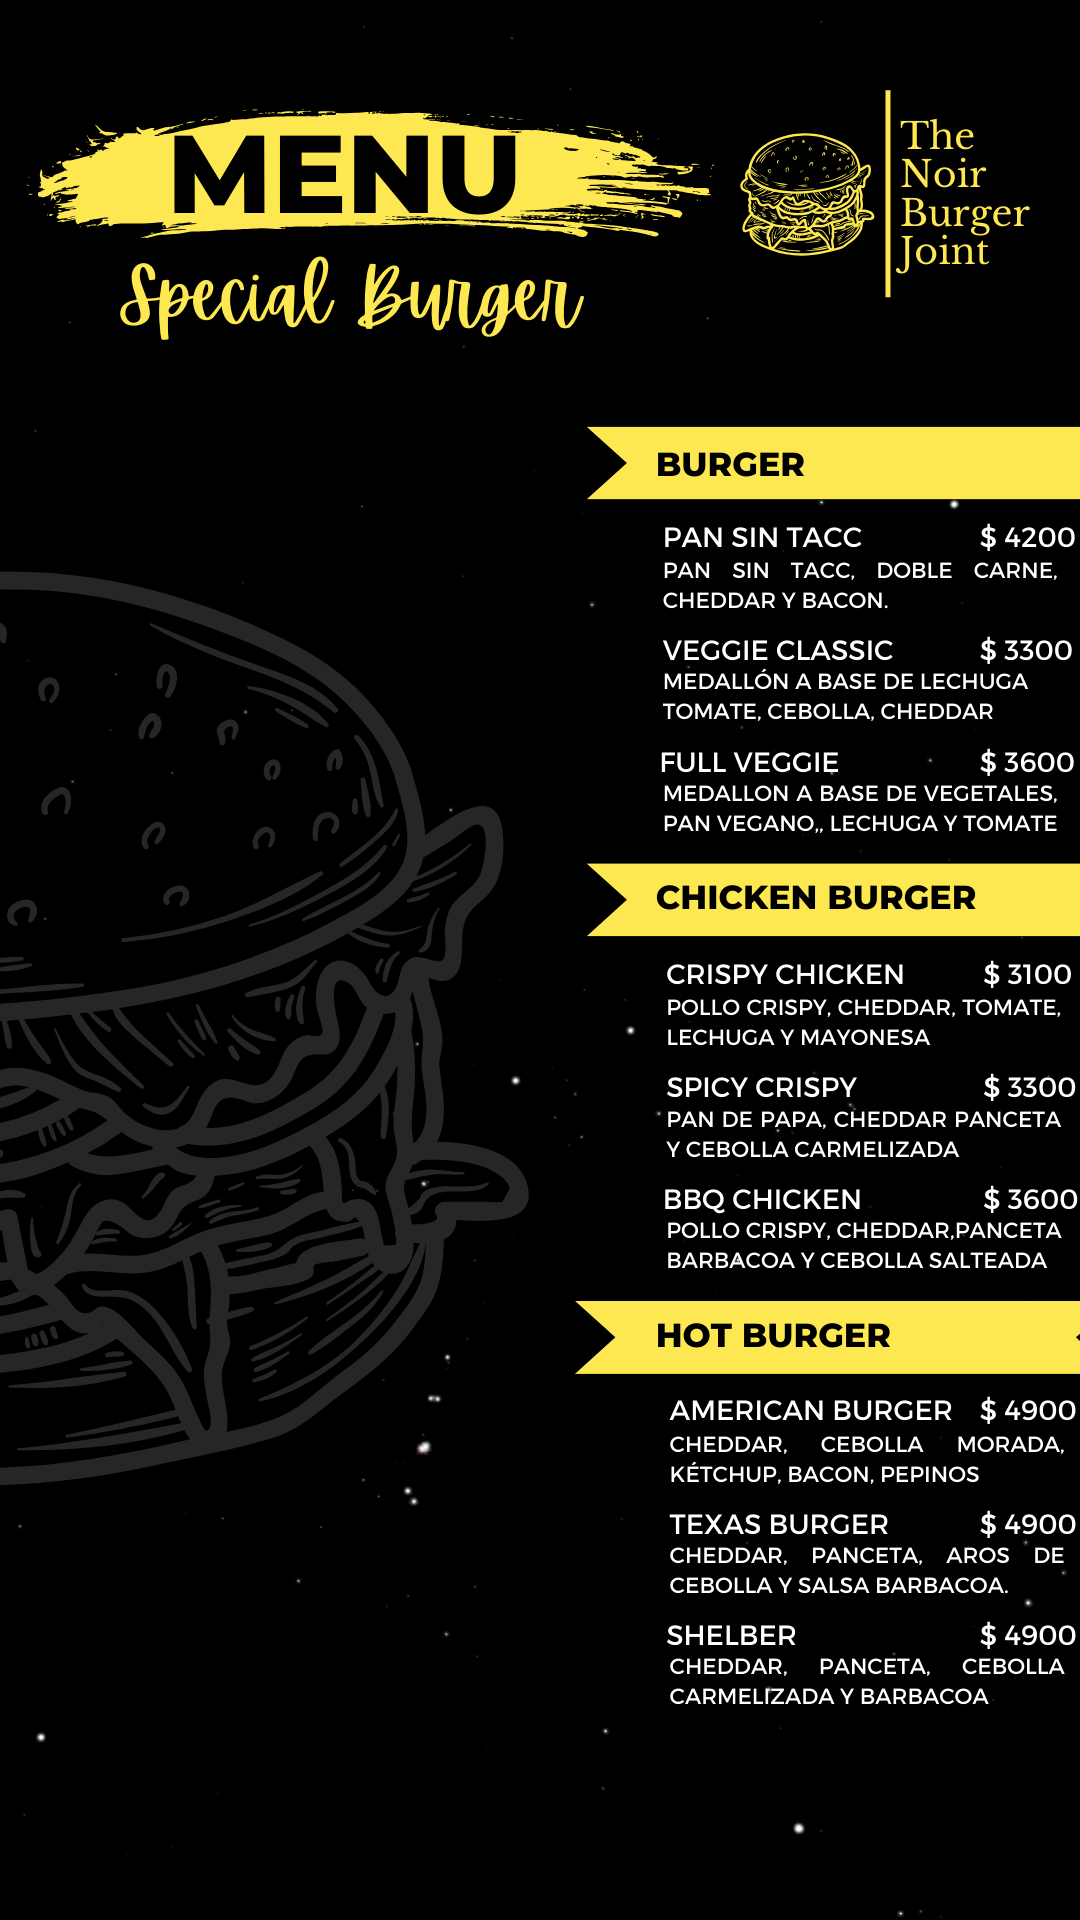 MENU
Special Burger
The
Noir
Burger
Joint
BURGER
PAN SIN TACC $ 4200
PAN SIN TACC, DOBLE CARNE,
CHEDDAR Y BACON.
VEGGIE CLASSIC $ 3300
MEDALLÓN A BASE DE LECHUGA
TOMATE, CEBOLLA, CHEDDAR
FULL VEGGIE $ 3600
MEDALLON A BASE DE VEGETALES,
PAN VEGANO,, LECHUGA Y TOMATE
CHICKEN BURGER
CRISPY CHICKEN $ 3100
POLLO CRISPY, CHEDDAR, TOMATE,
LECHUGA Y MAYONESA
SPICY CRISPY $ 3300
PAN DE PAPA, CHEDDAR PANCETA
Y CEBOLLA CARMELIZADA
BBQ CHICKEN $ 3600
POLLO CRISPY, CHEDDAR,PANCETA
BARBACOA Y CEBOLLA SALTEADA
HOT BURGER
AMERICAN BURGER $ 4900
CHEDDAR, CEBOLLA MORADA,
KÉTCHUP, BACON, PEPINOS
TEXAS BURGER $ 4900
CHEDDAR, PANCETA, AROS DE
CEBOLLA Y SALSA BARBACOA.
SHELBER $ 4900
CHEDDAR, PANCETA, CEBOLLA
CARMELIZADA Y BARBACOA